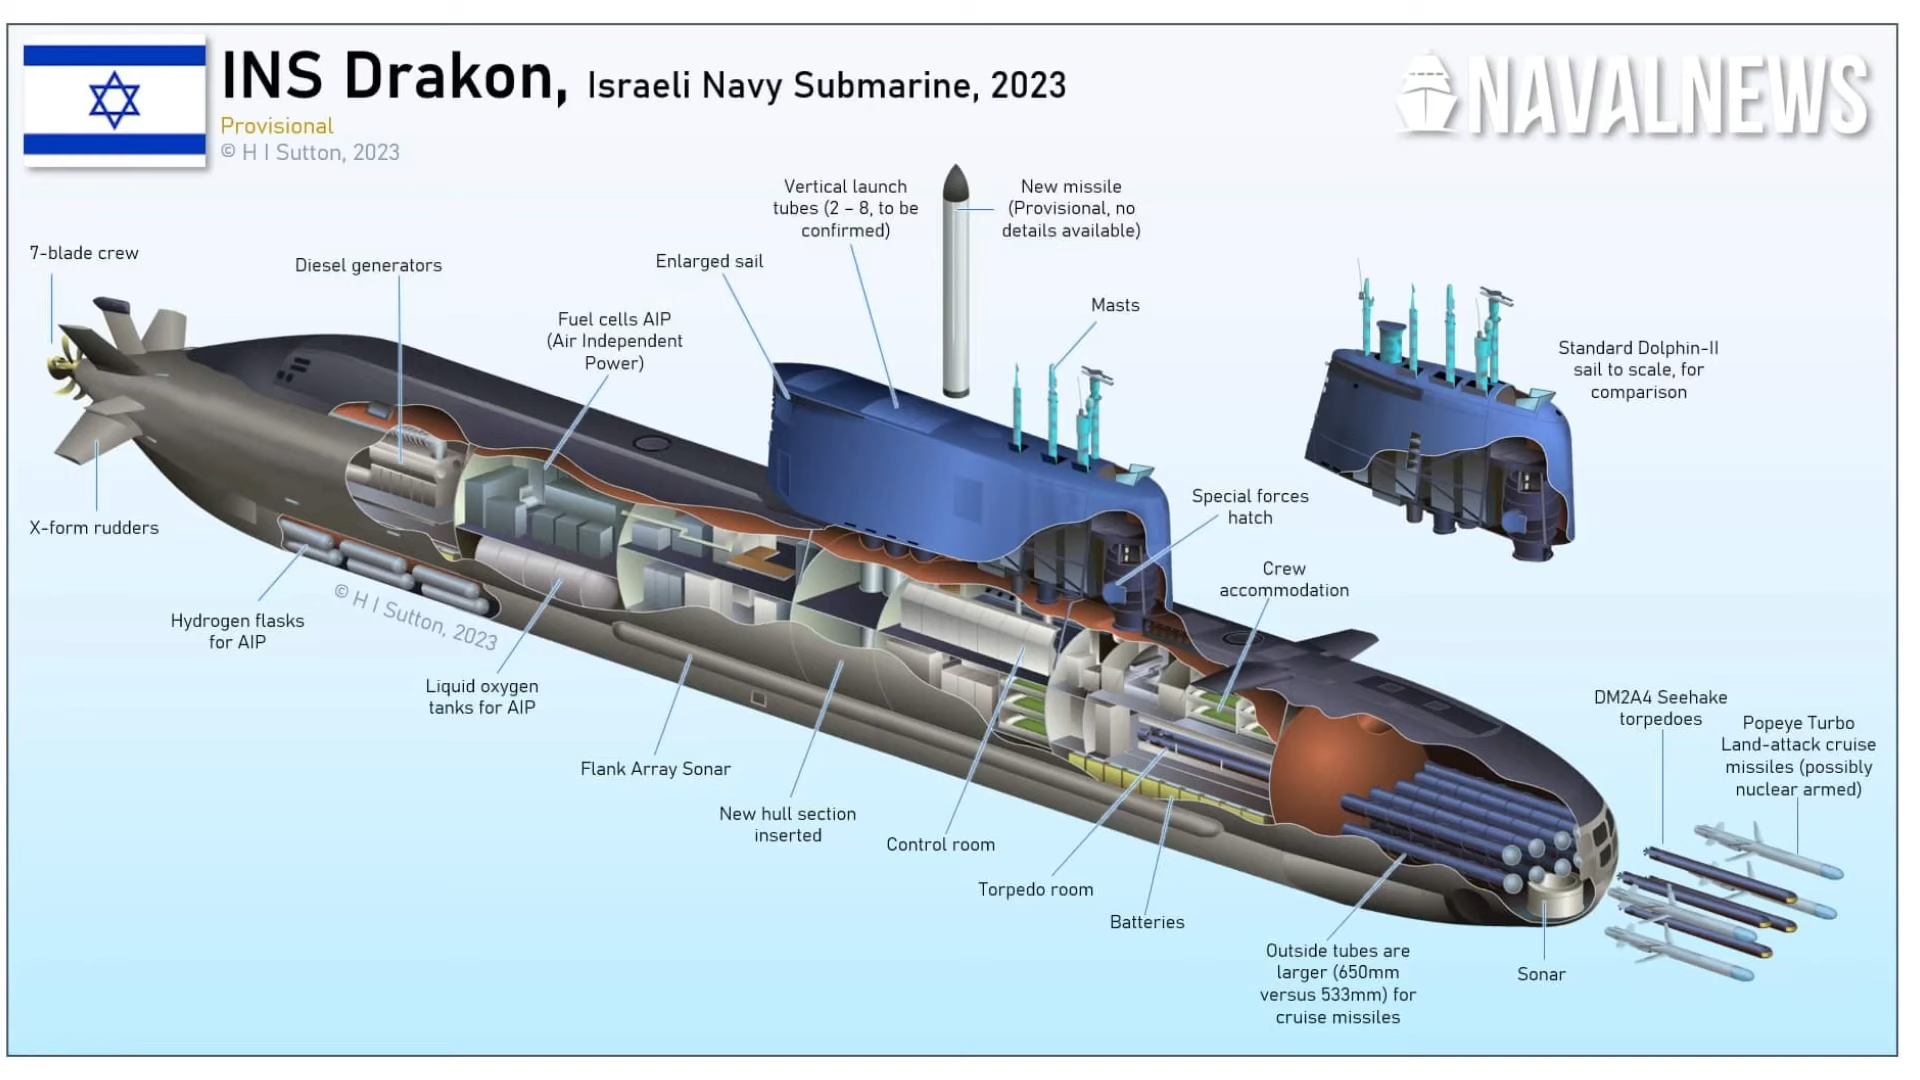 INS Drakon, Israeli Navy Submarine, 2023
Provisional
© H I Sutton, 2023
NAVALNEWS
Vertical launch
tubes (2 – 8, to be
confirmed)
New missile
(Provisional, no
details available)
7-blade crew
Diesel generators
Enlarged sail
Fuel cells AIP
(Air Independent
Power)
Masts
Standard Dolphin-II
sail to scale, for
comparison
X-form rudders
Special forces
hatch
Crew
accommodation
Hydrogen flasks
for AIP
© H I Sutton, 2023
Liquid oxygen
tanks for AIP
Flank Array Sonar
New hull section
inserted
Control room
Torpedo room
Batteries
DM2A4 Seehake
torpedoes
Popeye Turbo
Land-attack cruise
missiles (possibly
nuclear armed)
Outside tubes are
larger (650mm
versus 533mm) for
cruise missiles
Sonar